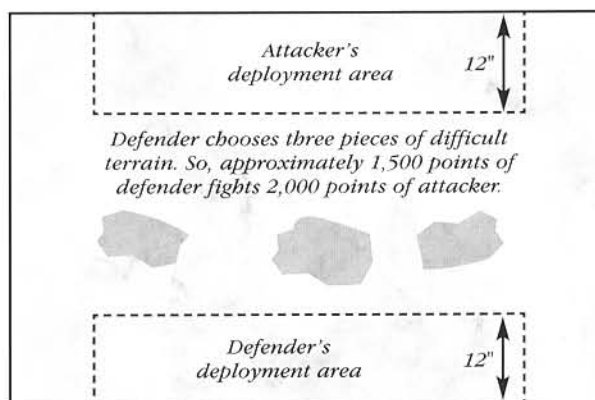 Attacker's
deployment area
12"
Defender chooses three pieces of difficult
terrain. So, approximately 1,500 points of
defender fights 2,000 points of attacker.
Defender's
deployment area
12"